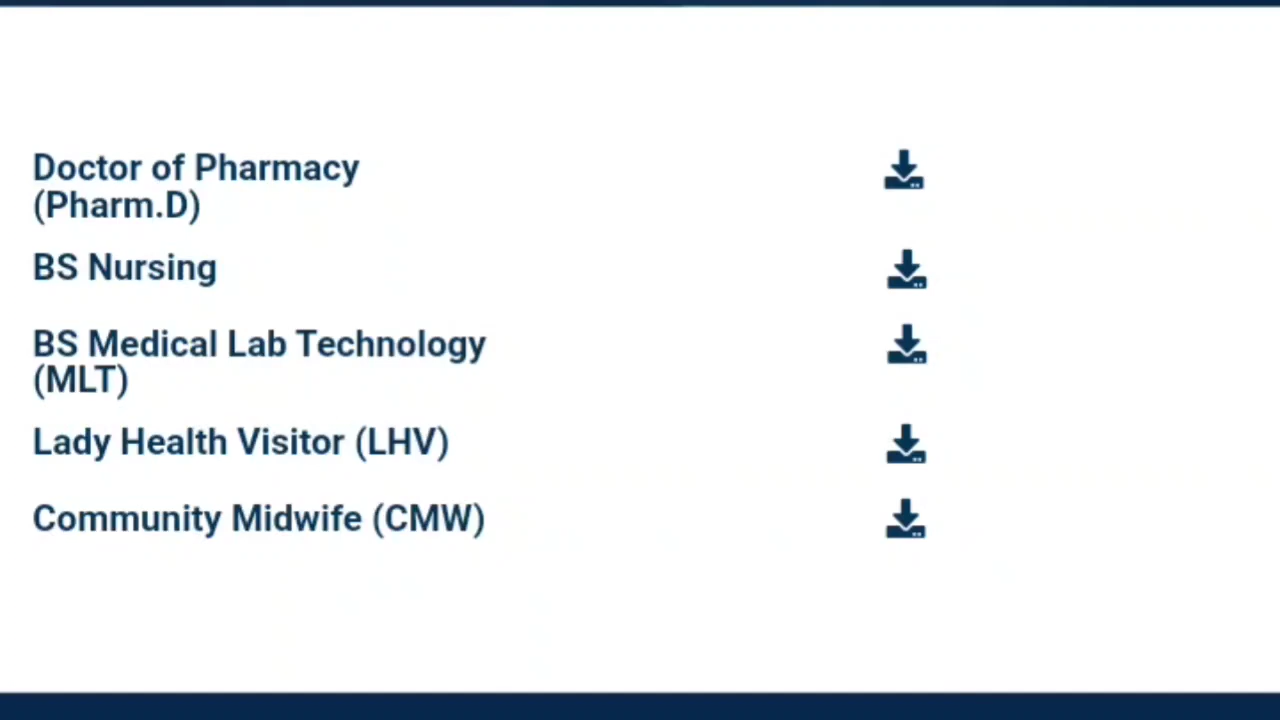 Doctor of Pharmacy
(Pharm.D)
BS Nursing
BS Medical Lab Technology
(MLT)
Lady Health Visitor (LHV)
Community Midwife (CMW)